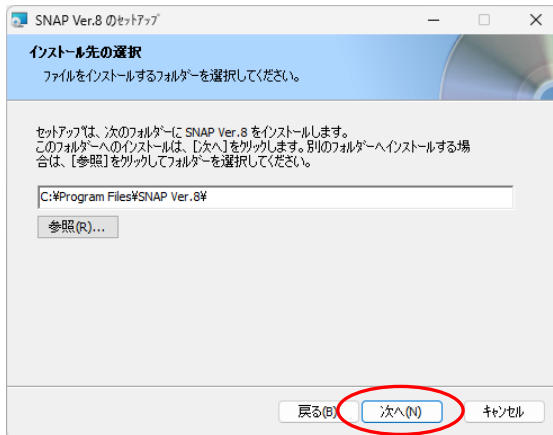 SNAP Ver.8 のセットアップ
インストール先の選択
ファイルをインストールするフォルダーを選択してください。
セットアップは、次のフォルダーに SNAP Ver.8 をインストールします。
このフォルダーへのインストールは、[次へ]をクリックします。別のフォルダーへインストールする場
合は、[参照]をクリックしてフォルダーを選択してください。
C:¥Program Files¥SNAP Ver.8¥
参照(R)...
戻る(B) 次へ(N) キャンセル